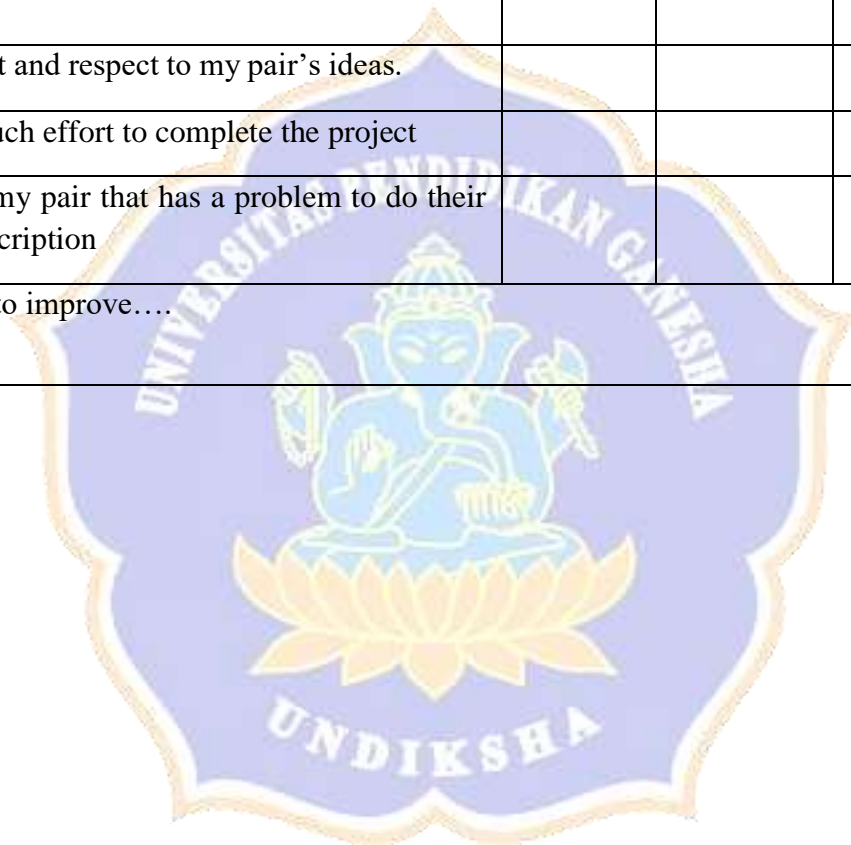 t and respect to my pair's ideas.
uch effort to complete the project
my pair that has a problem to do their
cription
to improve….
UNIVERSITAS PENDIDIKAN GANESHA
UNDIKSHA